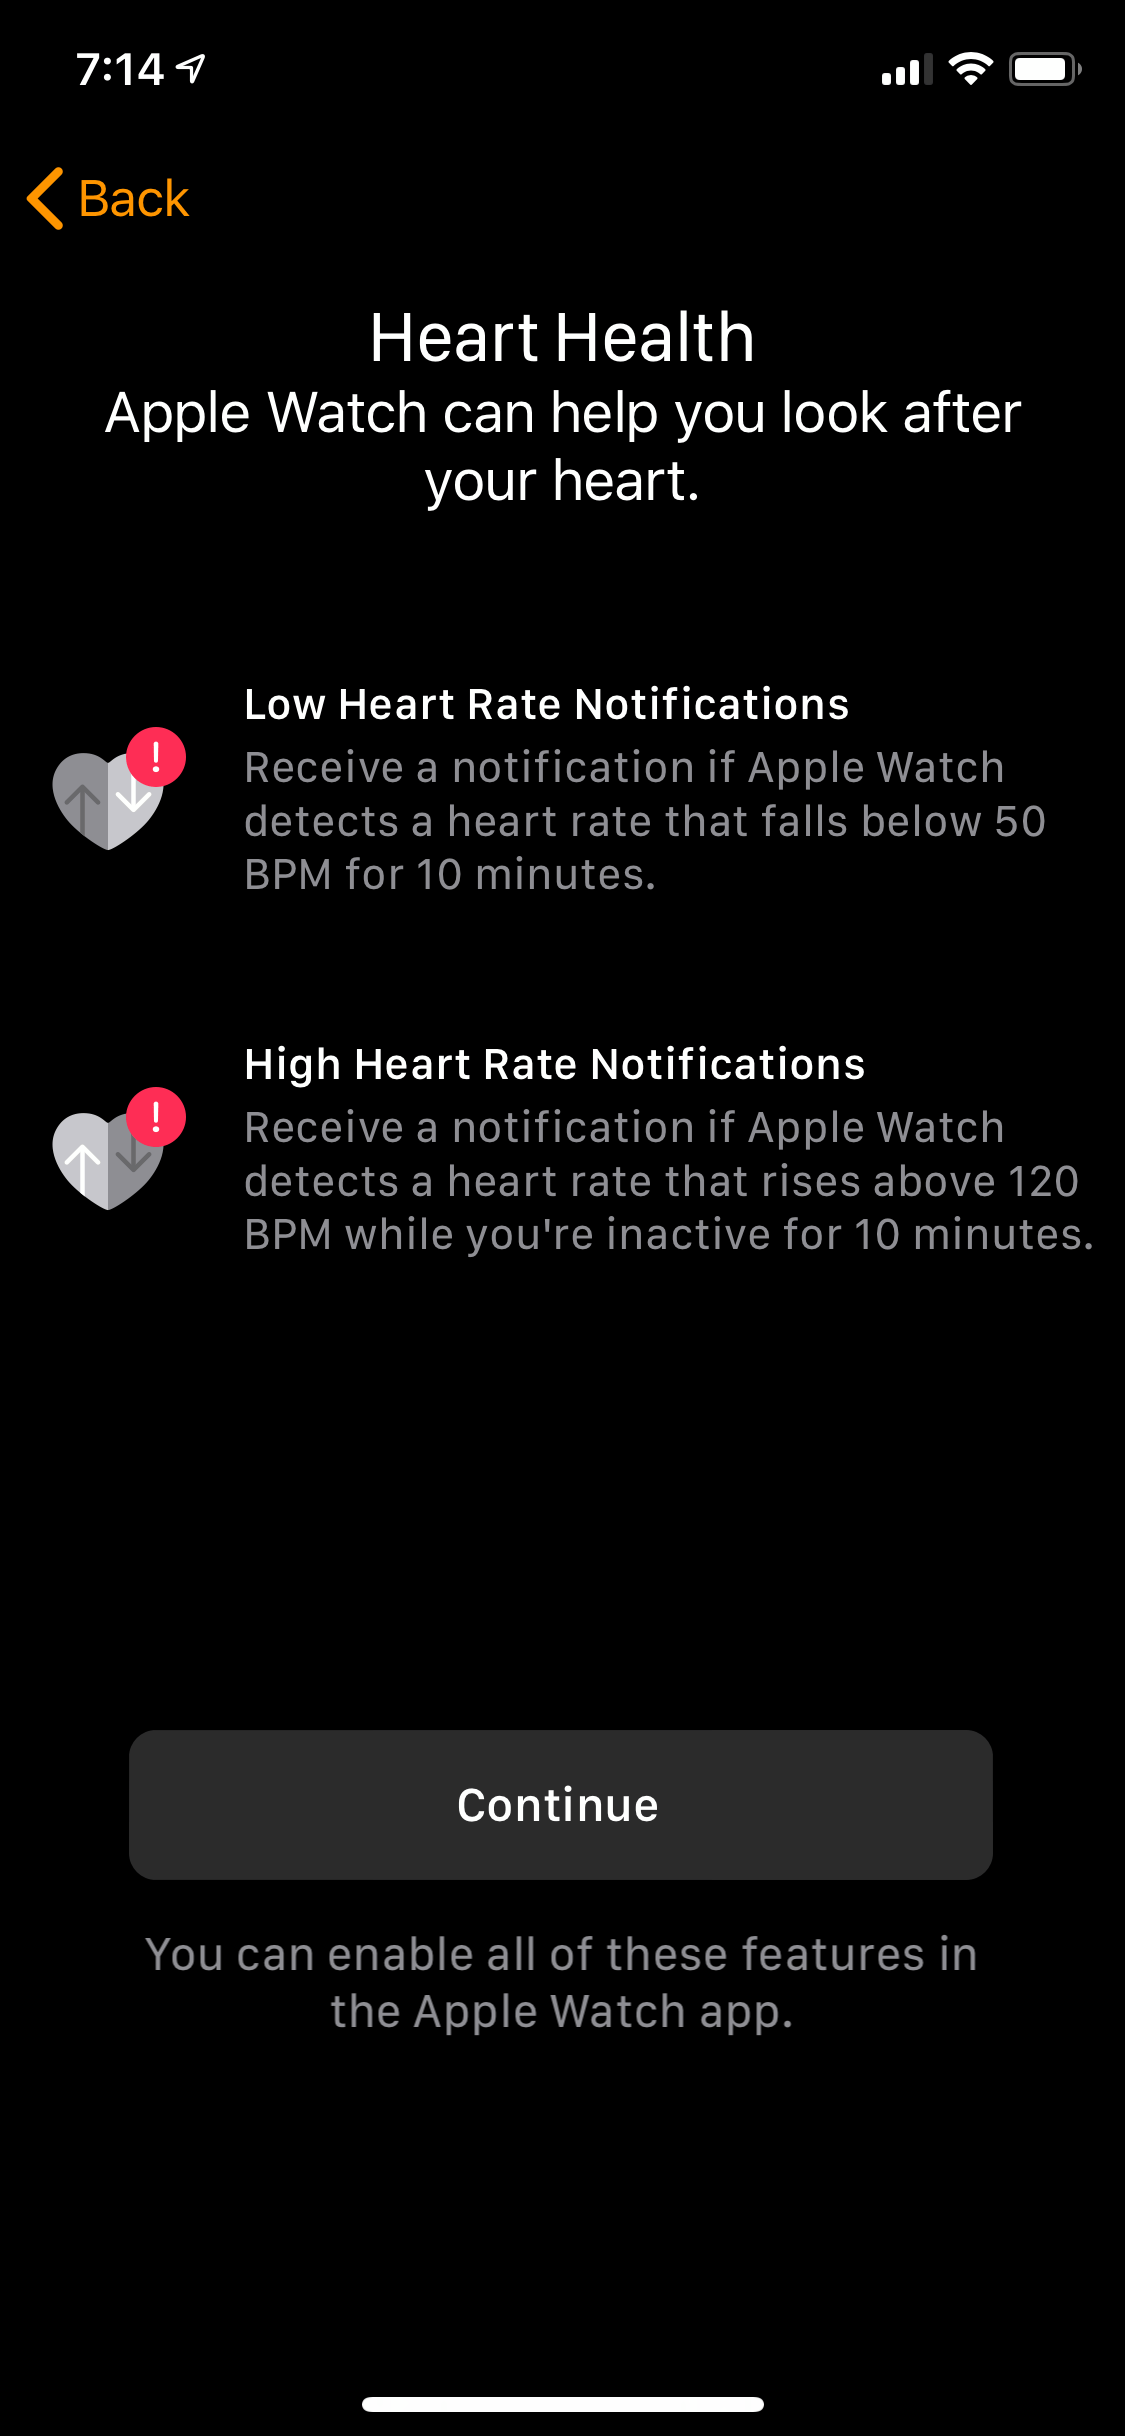 7:14
Back
Heart Health
Apple Watch can help you look after
your heart.
Low Heart Rate Notifications
Receive a notification if Apple Watch
detects a heart rate that falls below 50
BPM for 10 minutes.
High Heart Rate Notifications
Receive a notification if Apple Watch
detects a heart rate that rises above 120
BPM while you're inactive for 10 minutes.
Continue
You can enable all of these features in
the Apple Watch app.